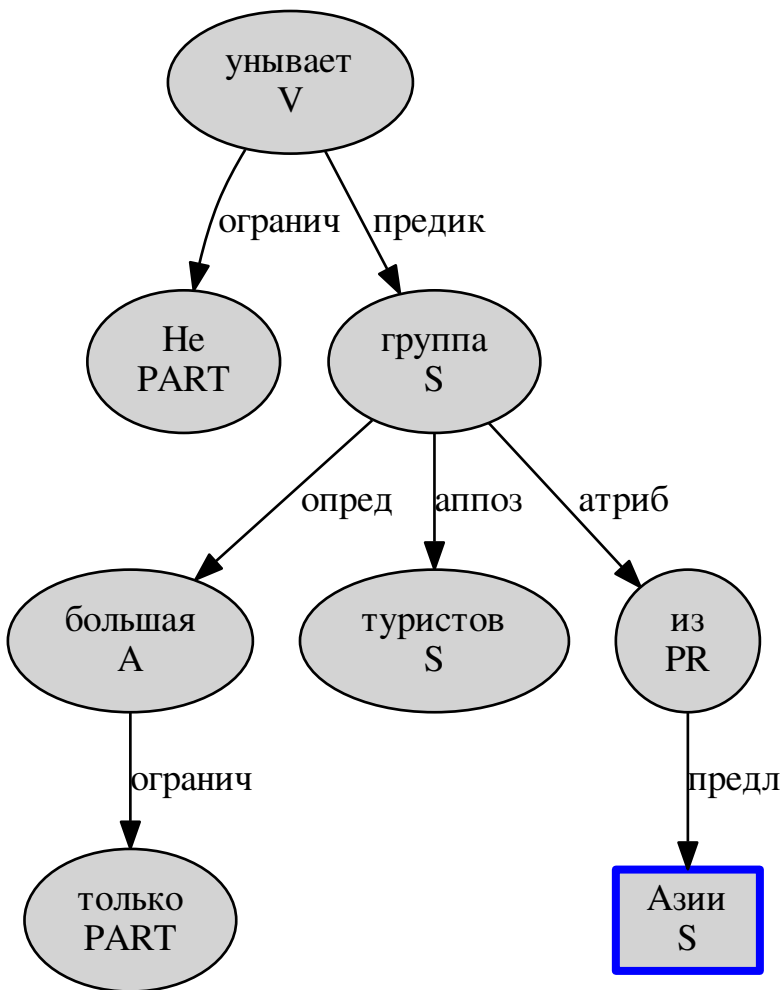 унывает
V
огранич
предик
Не
PART
группа
S
опред
аппоз
атриб
большая
A
туристов
S
из
PR
огранич
предл
только
PART
Азии
S